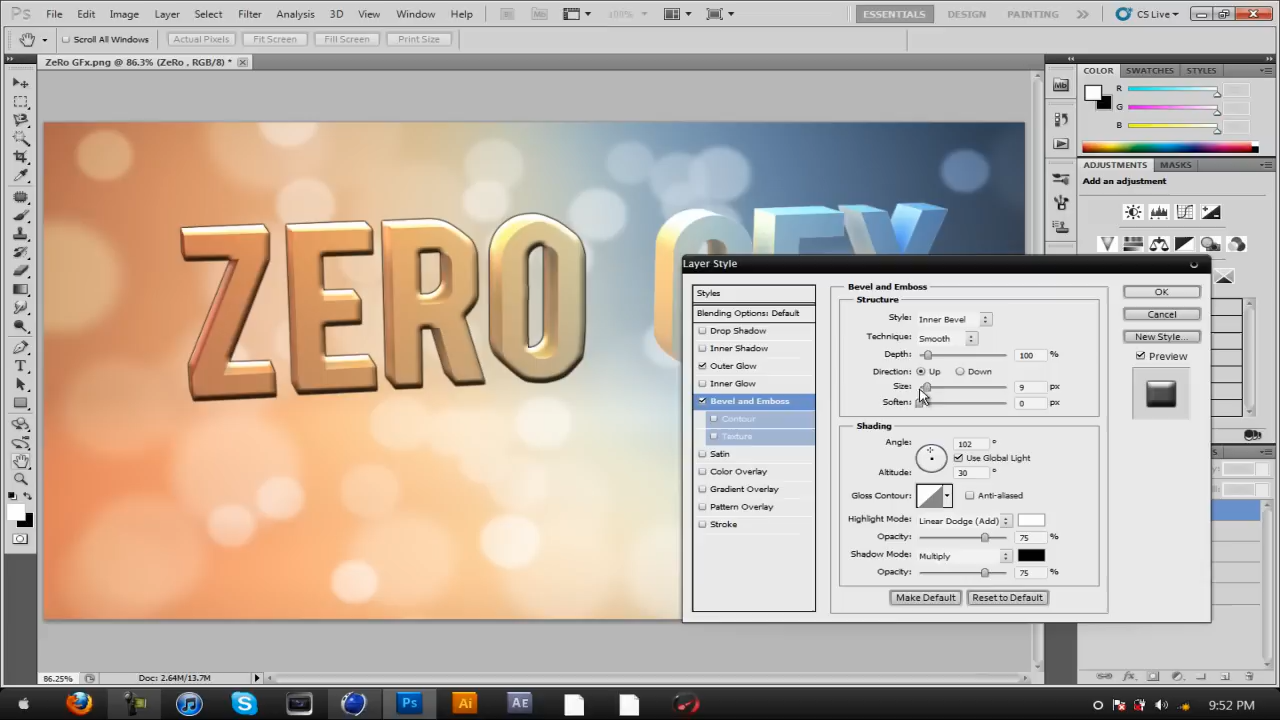 Ps File Edit Image Layer Select Filter Analysis 3D View Window Help Mb 100% ESSENTIALS DESIGN PAINTING CS Live
Scroll All Windows Actual Pixels Fit Screen Fill Screen Print Size
ZeRo GFx.png @ 86.3% (ZeRo , RGB/8) *
COLOR SWATCHES STYLES
R
G
B
ADJUSTMENTS MASKS
Add an adjustment
ZERO
Layer Style
Styles
Blending Options: Default
Drop Shadow
Inner Shadow
Outer Glow
Inner Glow
Bevel and Emboss
Contour
Texture
Satin
Color Overlay
Gradient Overlay
Pattern Overlay
Stroke
Bevel and Emboss
Structure
Style: Inner Bevel
Technique: Smooth
Depth: 100 %
Direction: Up Down
Size: 9 px
Soften: 0 px
Shading
Angle: 102 °
Use Global Light
Altitude: 30 °
Gloss Contour: Anti-aliased
Highlight Mode: Linear Dodge (Add)
Opacity: 75 %
Shadow Mode: Multiply
Opacity: 75 %
Make Default Reset to Default
OK
Cancel
New Style...
Preview
86.25% Doc: 2.64M/13.7M
Ps Ai AE 9:52 PM